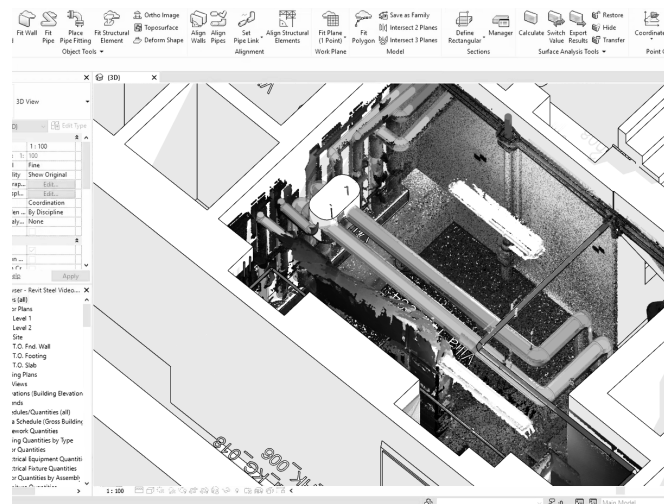 Fit Wall
Fit Pipe
Place Pipe Fitting
Fit Structural Element
Ortho Image
Toposurface
Deform Shape
Align Walls
Align Pipes
Set Pipe Link
Align Structural Elements
Fit Plane (1 Point)
Fit Polygon
Save as Family
Intersect 2 Planes
Intersect 3 Planes
Define Rectangular
Manager
Calculate
Switch Value
Export Results
Restore
Hide
Transfer
Coordinate
Object Tools
Alignment
Work Plane
Model
Sections
Surface Analysis Tools
Point
{3D}
3D View
Edit Type
1 : 100
1: 100
Fine
Show Original
Edit...
Edit...
Coordination
By Discipline
None
Apply
- Revit Steel Video...
(all)
Plans
Level 1
Level 2
Site
T.O. Fnd. Wall
T.O. Footing
T.O. Slab
Plans
Views
(Building Elevation
(all)
Schedule (Gross Building
Quantities
Quantities by Type
Quantities
Equipment Quantiti
Fixture Quantities
Quantities by Assembly
1 : 100
:0
Main Model